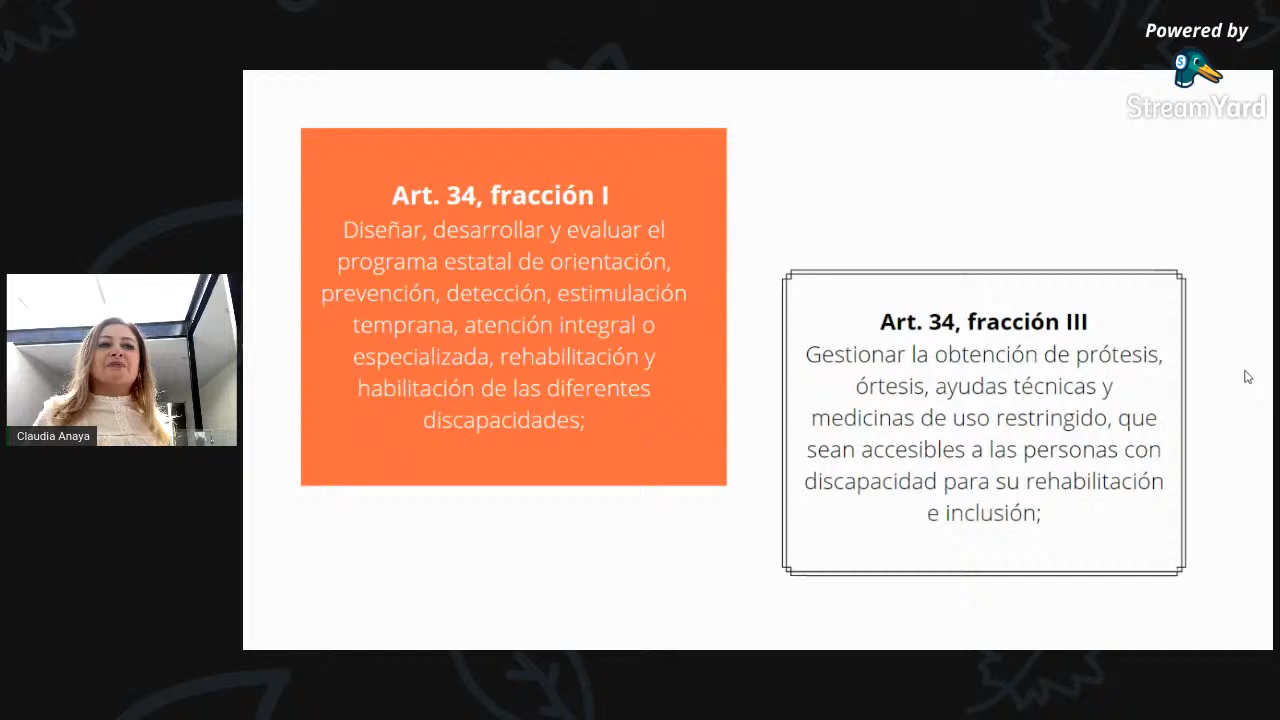 Powered by
StreamYard
Art. 34, fracción I
Diseñar, desarrollar y evaluar el
programa estatal de orientación,
prevención, detección, estimulación
temprana, atención integral o
especializada, rehabilitación y
habilitación de las diferentes
discapacidades;
Art. 34, fracción III
Gestionar la obtención de prótesis,
órtesis, ayudas técnicas y
medicinas de uso restringido, que
sean accesibles a las personas con
discapacidad para su rehabilitación
e inclusión;
Claudia Anaya